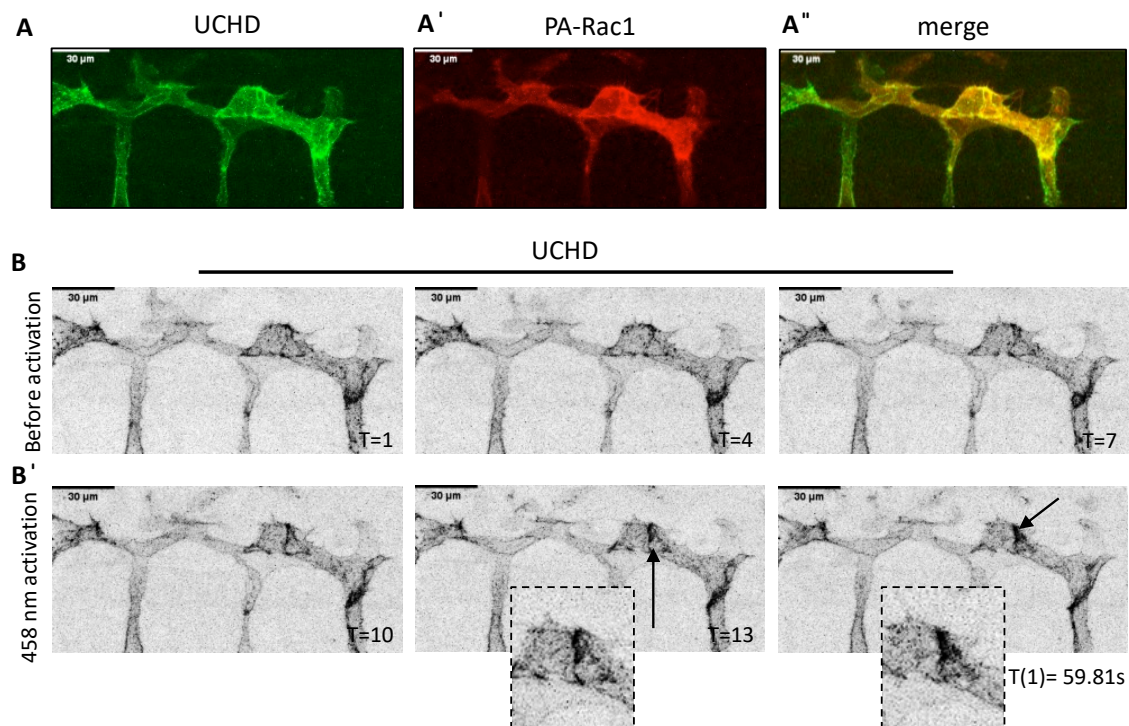 A UCHD A' PA-Rac1 A" merge
30 µm 30 µm 30 µm
B UCHD
Before activation
30 µm 30 µm 30 µm
T=1 T=4 T=7
B'
458 nm activation
30 µm 30 µm 30 µm
T=10 T=13
T(1)= 59.81s